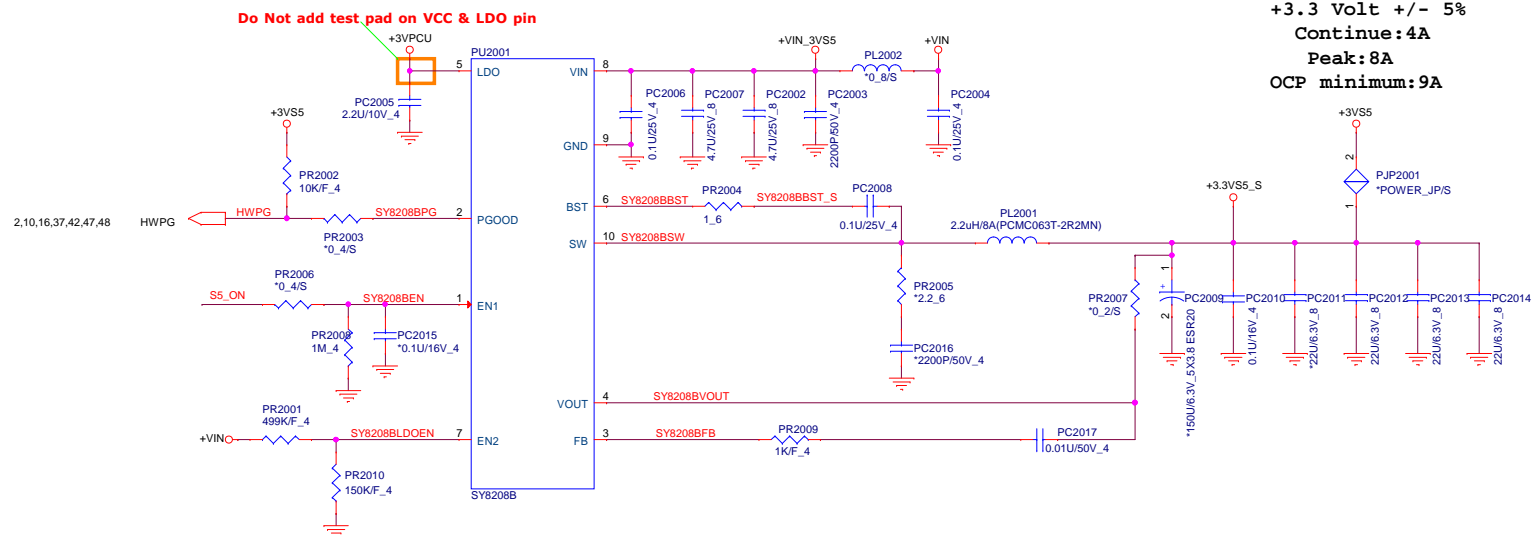 Do Not add test pad on VCC & LDO pin
+3.3 Volt +/- 5%
Continue:4A
Peak:8A
OCP minimum:9A
+3VPCU
PU2001
5
LDO
PC2005
2.2U/10V_4
+3VS5
PR2002
10K/F_4
2,10,16,37,42,47,48
HWPG
HWPG
SY8208BPG
2
PGOOD
PR2003
*0_4/S
S5_ON
PR2006
*0_4/S
SY8208BEN
1
EN1
PR2008
1M_4
PC2015
*0.1U/16V_4
+VIN
PR2001
499K/F_4
SY8208BLDOEN
7
EN2
PR2010
150K/F_4
SY8208B
VIN
8
GND
9
BST
6
SW
10
VOUT
4
FB
3
+VIN_3VS5
PL2002
*0_8/S
+VIN
PC2006
0.1U/25V_4
PC2007
4.7U/25V_8
PC2002
4.7U/25V_8
PC2003
2200P/50V_4
PC2004
0.1U/25V_4
SY8208BBST
PR2004
1_6
SY8208BBST_S
PC2008
0.1U/25V_4
SY8208BSW
PL2001
2.2uH/8A(PCMC063T-2R2MN)
PR2005
*2.2_6
PC2016
*2200P/50V_4
SY8208BVOUT
SY8208BFB
PR2009
1K/F_4
PC2017
0.01U/50V_4
PR2007
*0_2/S
+3.3VS5_S
+3VS5
2
PJP2001
*POWER_JP/S
1
1
+
2
PC2009
*150U/6.3V_5X3.8 ESR20
PC2010
0.1U/16V_4
PC2011
*22U/6.3V_8
PC2012
22U/6.3V_8
PC2013
22U/6.3V_8
PC2014
22U/6.3V_8